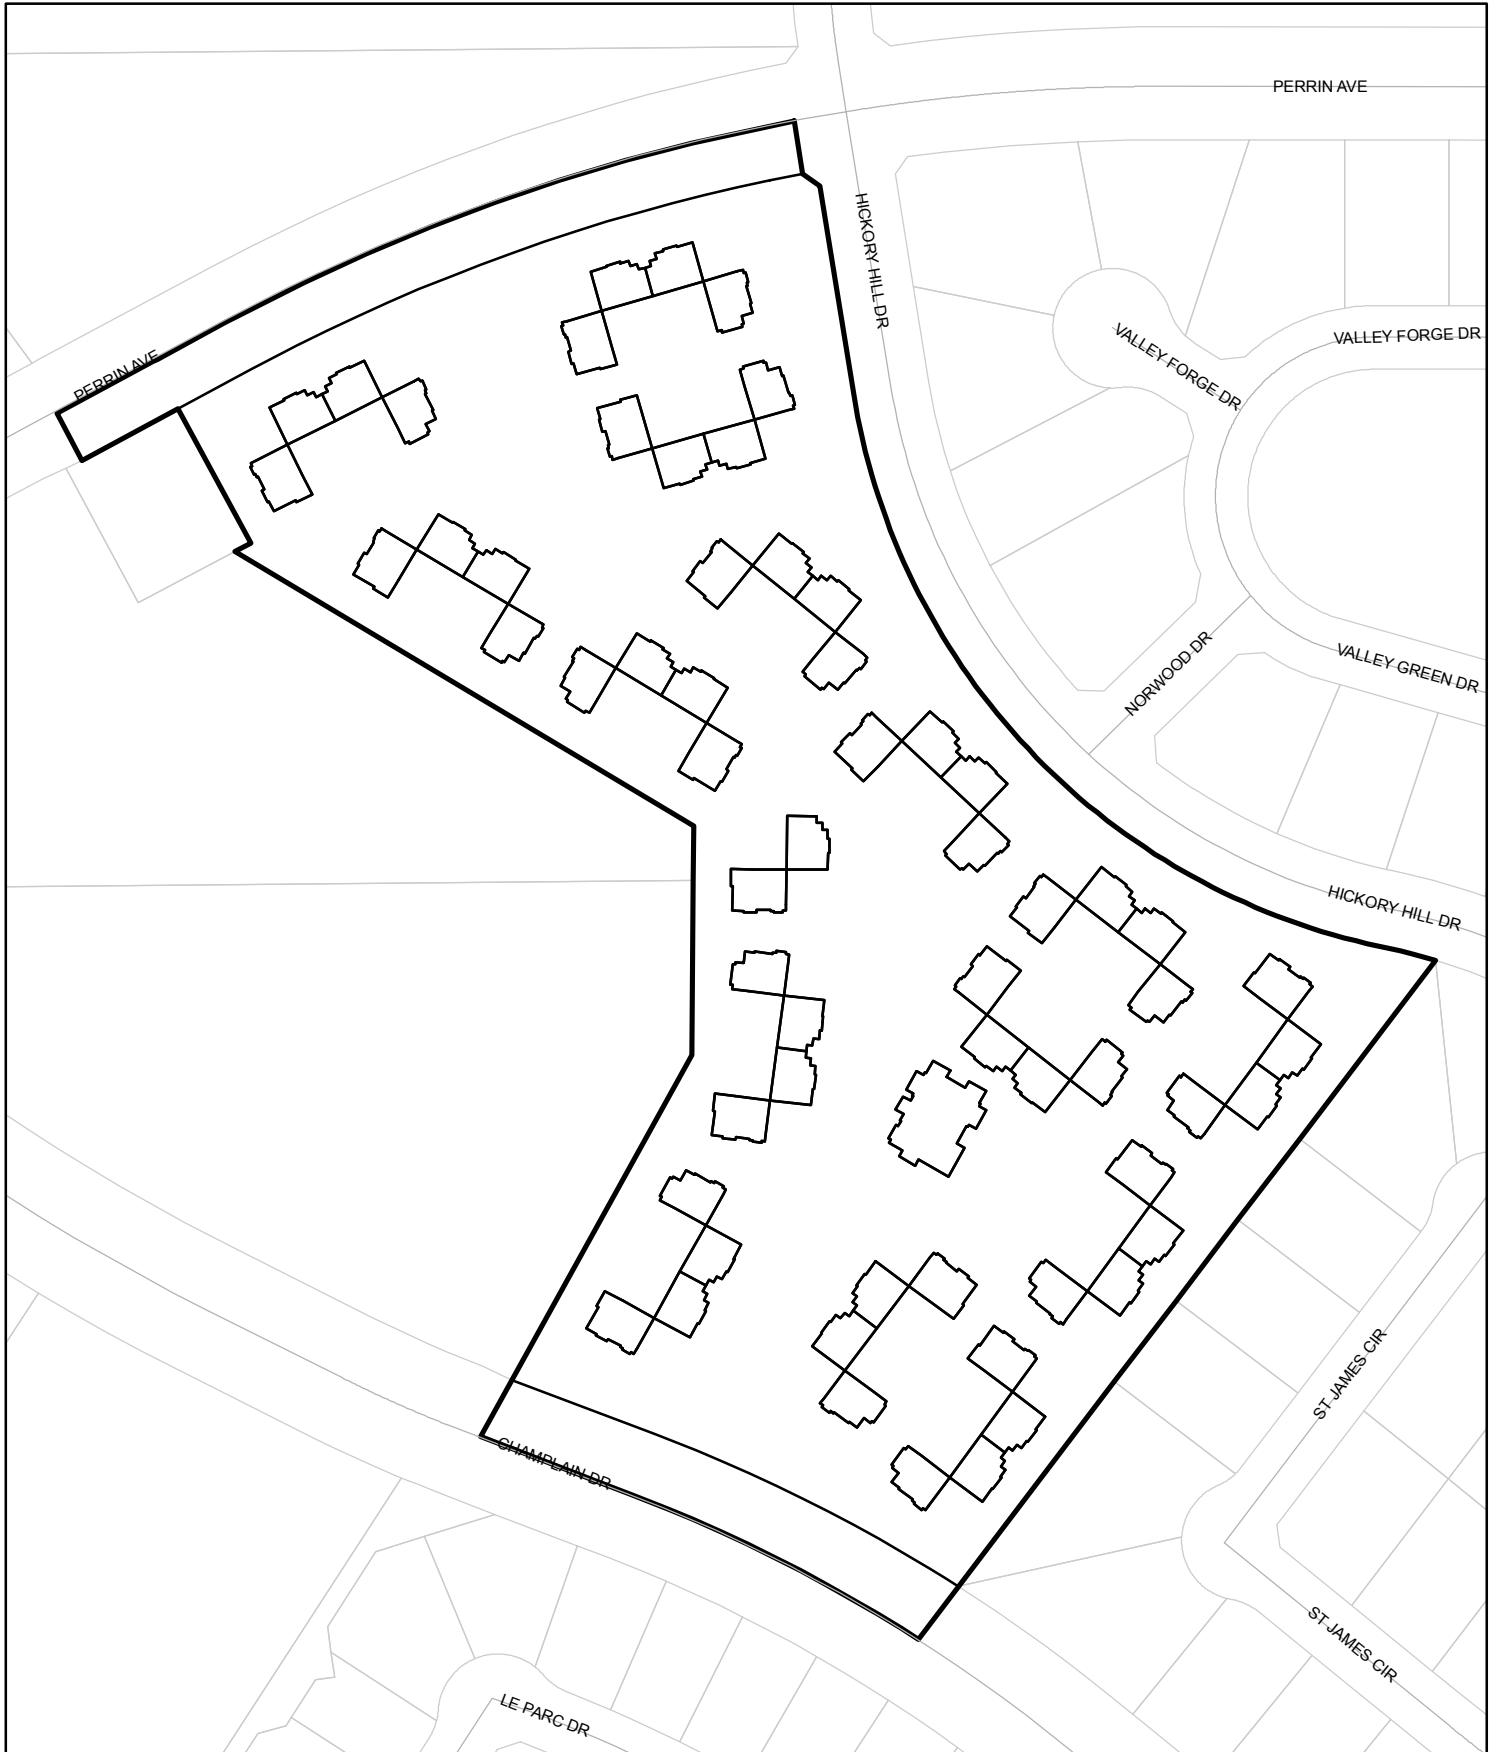 PERRIN AVE
HICKORY HILL DR
VALLEY FORGE DR
VALLEY FORGE DR
PERRIN AVE
NORWOOD DR
VALLEY GREEN DR
HICKORY HILL DR
ST JAMES CIR
CHAMPLAIN DR
ST JAMES CIR
LE PARC DR